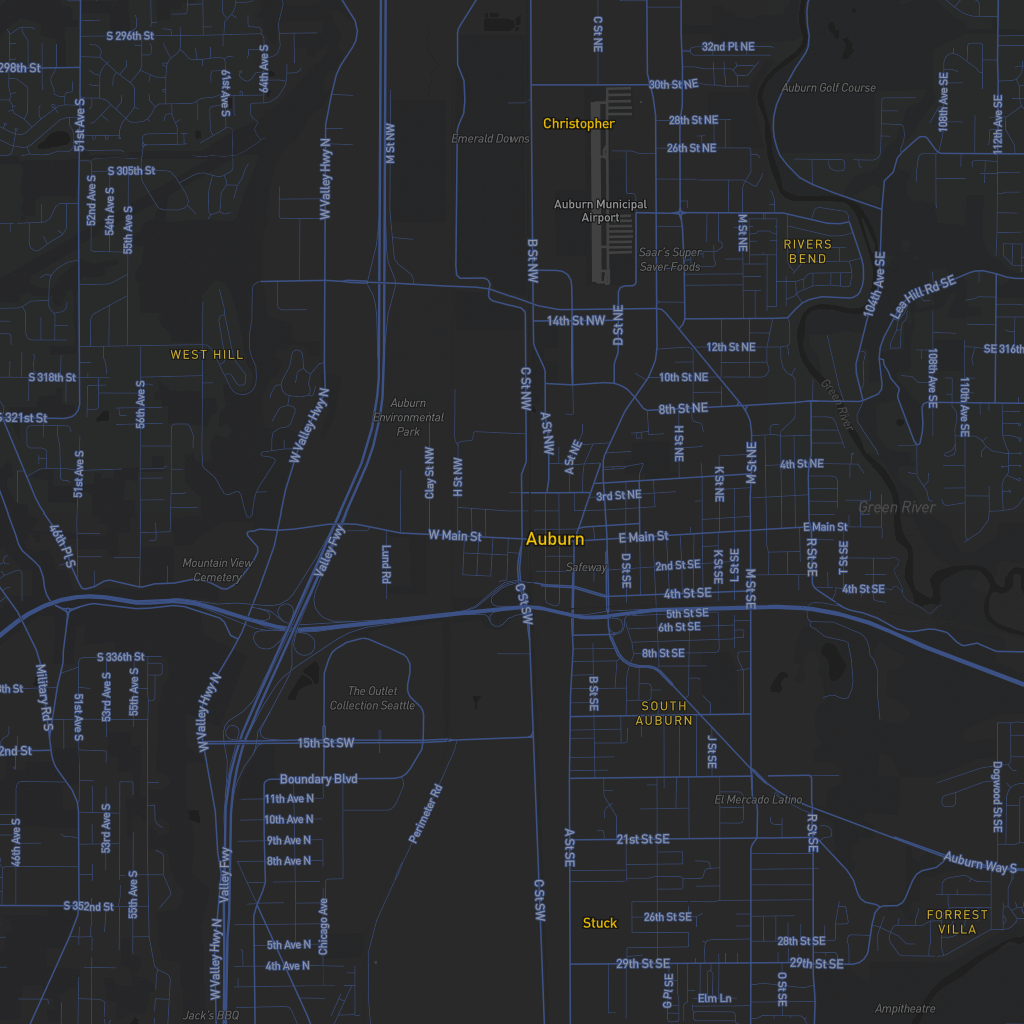 C St NE
S 296th St
32nd Pl NE
64th Ave S
298th St
61st Ave S
30th St NE
Auburn Golf Course
108th Ave SE
112th Ave SE
51st Ave S
M St NW
Emerald Downs
Christopher
28th St NE
26th St NE
W Valley Hwy N
S 305th St
52nd Ave S
54th Ave S
55th Ave S
Auburn Municipal
Airport
M St NE
RIVERS
BEND
B St NW
Saar's Super
Saver Foods
104th Ave SE
Lea Hill Rd SE
14th St NW
D St NE
12th St NE
SE 316th
WEST HILL
S 318th St
56th Ave S
C St NW
10th St NE
108th Ave SE
110th Ave SE
Green River
S 321st St
W Valley Hwy N
Auburn
Environmental
Park
A St NW
8th St NE
A St NE
H St NE
M St NE
51st Ave S
Clay St NW
H St NW
K St NE
4th St NE
3rd St NE
Green River
46th Pl S
Valley Fwy
W Main St
Auburn
E Main St
E Main St
R St SE
T St SE
Mountain View
Cemetery
Lund Rd
Safeway
D St SE
2nd St SE
K St SE
L St SE
M St SE
4th St SE
4th St SE
C St SW
5th St SE
6th St SE
8th St SE
S 336th St
Military Rd S
51st Ave S
53rd Ave S
55th Ave S
W Valley Hwy N
The Outlet
Collection Seattle
B St SE
SOUTH
AUBURN
15th St SW
J St SE
Boundary Blvd
11th Ave N
10th Ave N
9th Ave N
8th Ave N
Perimeter Rd
El Mercado Latino
Dogwood St SE
46th Ave S
53rd Ave S
A St SE
21st St SE
R St SE
Auburn Way S
Valley Fwy
55th Ave S
S 352nd St
C St SW
Chicago Ave
Stuck
26th St SE
FORREST
VILLA
W Valley Hwy N
5th Ave N
4th Ave N
28th St SE
29th St SE
29th St SE
G Pl SE
Elm Ln
O St SE
Jack's BBQ
Ampitheatre